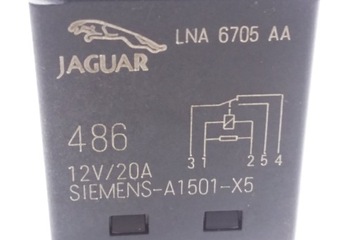 JAGUAR
LNA 6705 AA
486
12V/20A
SIEMENS-A1501-X5
3 1 2 5 4